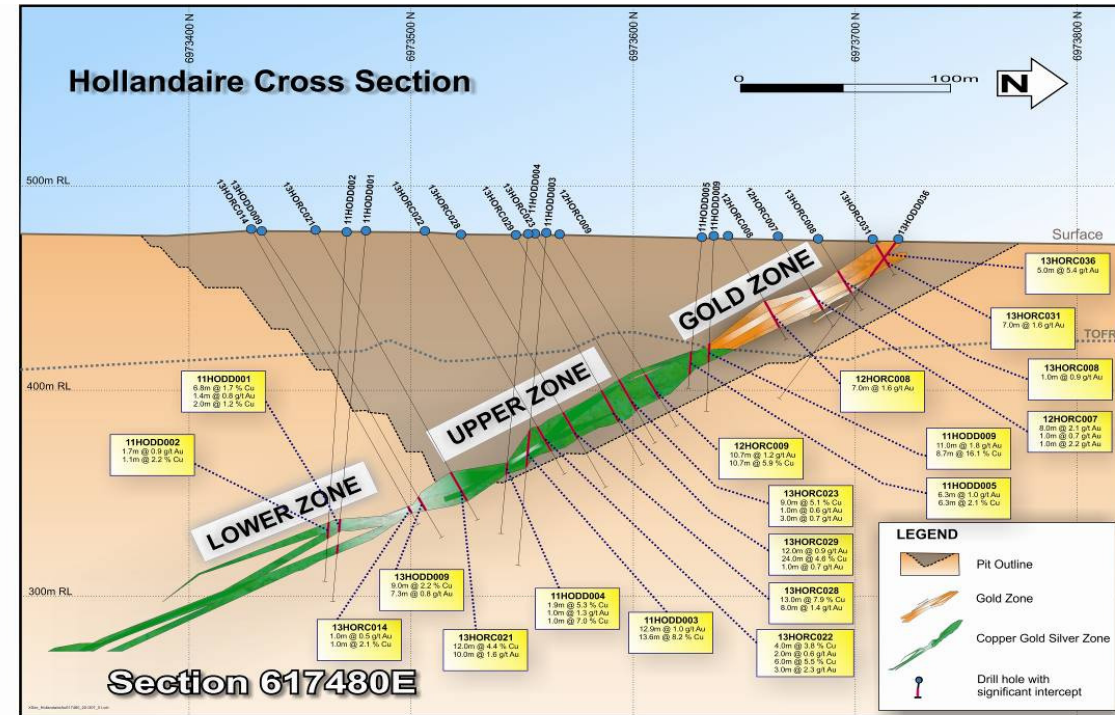 6973400 N
6973500 N
6973600 N
6973700 N
6973800 N
Hollandaire Cross Section
0
100m
N
500m RL
13HORC014
13HODD009
13HORC021
11HODD002
11HODD001
13HORC022
13HORC028
13HORC029
13HORC023
11HODD004
11HODD003
12HORC009
11HODD005
11HODD009
12HORC008
12HORC007
13HORC008
13HORC031
13HODD036
Surface
GOLD ZONE
13HORC036
5.0m @ 5.4 g/t Au
13HORC031
7.0m @ 1.6 g/t Au
TOFR
13HORC008
1.0m @ 0.9 g/t Au
12HORC008
7.0m @ 1.6 g/t Au
12HORC007
8.0m @ 2.1 g/t Au
1.0m @ 0.7 g/t Au
1.0m @ 2.2 g/t Au
400m RL
UPPER ZONE
11HODD001
6.8m @ 1.7 % Cu
1.4m @ 0.8 g/t Au
2.0m @ 1.2 % Cu
11HODD002
1.7m @ 0.9 g/t Au
1.1m @ 2.2 % Cu
12HORC009
10.7m @ 1.2 g/t Au
10.7m @ 5.9 % Cu
11HODD009
11.0m @ 1.8 g/t Au
8.7m @ 16.1 % Cu
11HODD005
6.3m @ 1.0 g/t Au
6.3m @ 2.1 % Cu
13HORC023
9.0m @ 5.1 % Cu
1.0m @ 0.6 g/t Au
3.0m @ 0.7 g/t Au
LOWER ZONE
13HORC029
12.0m @ 0.9 g/t Au
24.0m @ 4.6 % Cu
1.0m @ 0.7 g/t Au
13HORC028
13.0m @ 7.9 % Cu
8.0m @ 1.4 g/t Au
300m RL
13HODD009
9.0m @ 2.2 % Cu
7.3m @ 0.8 g/t Au
11HODD004
1.9m @ 5.3 % Cu
1.0m @ 1.3 g/t Au
1.0m @ 7.0 % Cu
11HODD003
12.9m @ 1.0 g/t Au
13.6m @ 8.2 % Cu
13HORC014
1.0m @ 0.5 g/t Au
1.0m @ 2.1 % Cu
13HORC021
12.0m @ 4.4 % Cu
10.0m @ 1.6 g/t Au
13HORC022
4.0m @ 3.8 % Cu
2.0m @ 0.6 g/t Au
6.0m @ 5.5 % Cu
3.0m @ 2.3 g/t Au
Section 617480E
LEGEND
Pit Outline
Gold Zone
Copper Gold Silver Zone
Drill hole with
significant intercept